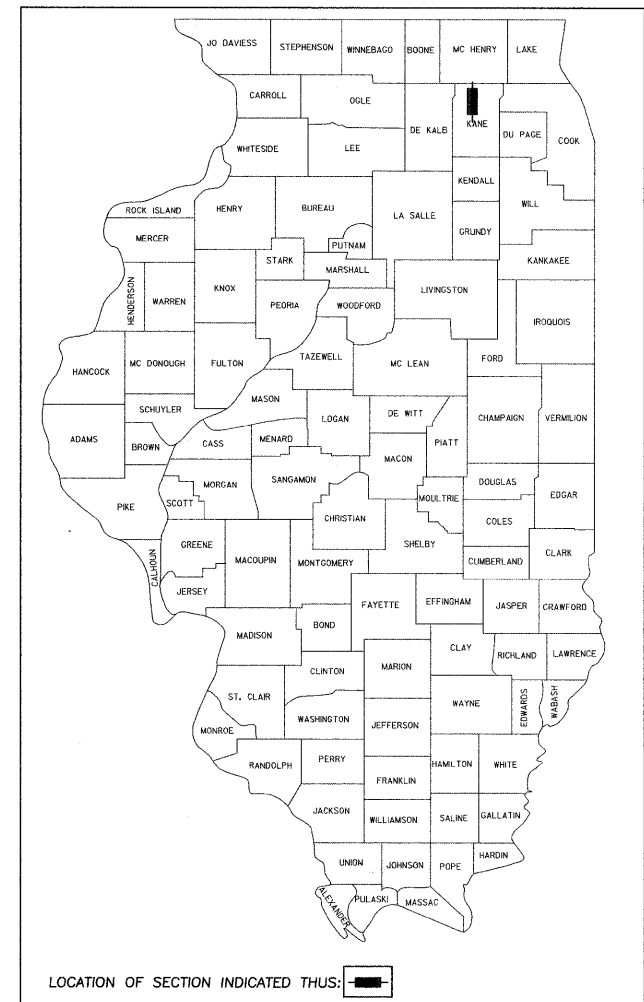 JO DAVIESS STEPHENSON WINNEBAGO BOONE MC HENRY LAKE
CARROLL OGLE
DE KALB KANE DU PAGE COOK
WHITESIDE LEE
KENDALL
ROCK ISLAND HENRY BUREAU LA SALLE WILL
MERCER PUTNAM GRUNDY
STARK MARSHALL KANKAKEE
HENDERSON WARREN KNOX PEORIA WOODFORD LIVINGSTON
IROQUOIS
HANCOCK MC DONOUGH FULTON TAZEWELL MC LEAN FORD
MASON
SCHUYLER LOGAN DE WITT CHAMPAIGN VERMILION
ADAMS BROWN CASS MENARD MACON PIATT
MORGAN SANGAMON DOUGLAS
PIKE SCOTT CHRISTIAN MOULTRIE EDGAR
COLES
GREENE MACOUPIN MONTGOMERY SHELBY CUMBERLAND CLARK
CALHOUN JERSEY
FAYETTE EFFINGHAM JASPER CRAWFORD
MADISON BOND
CLAY RICHLAND LAWRENCE
CLINTON MARION
ST. CLAIR WAYNE EDWARDS WABASH
WASHINGTON JEFFERSON
MONROE
RANDOLPH PERRY HAMILTON WHITE
FRANKLIN
JACKSON WILLIAMSON SALINE GALLATIN
UNION JOHNSON POPE HARDIN
ALEXANDER PULASKI MASSAC
LOCATION OF SECTION INDICATED THUS: